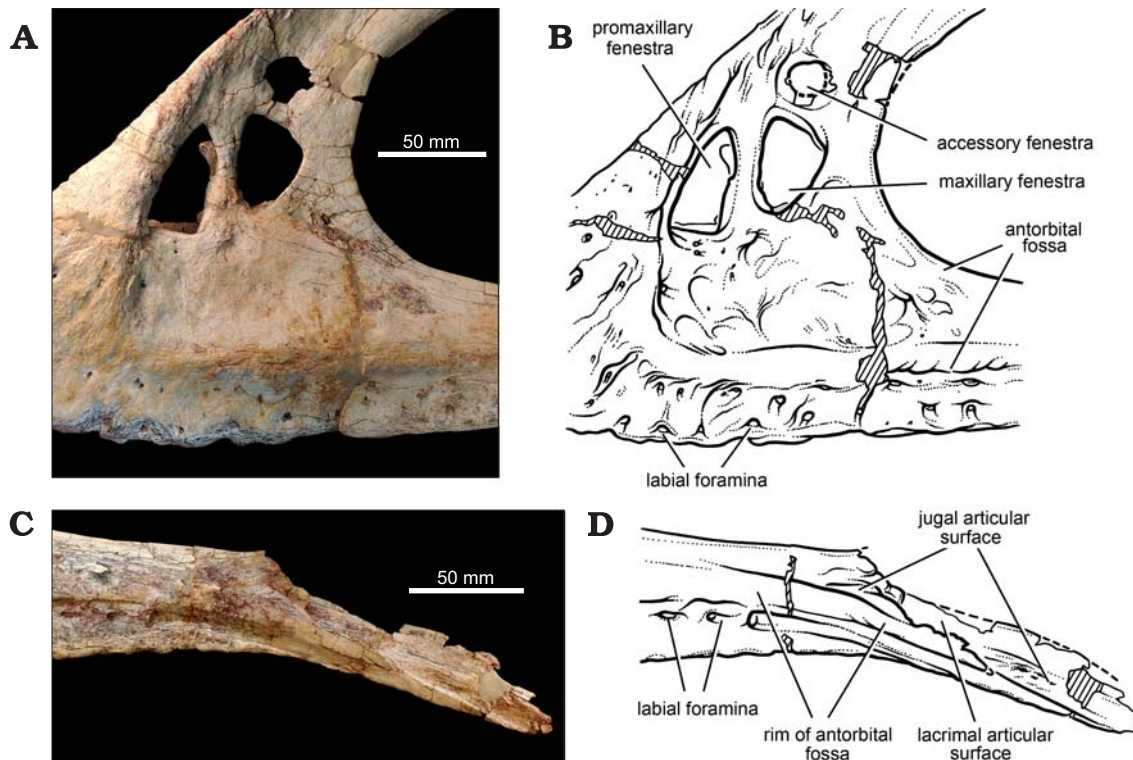 A
50 mm
B
promaxillary
fenestra
accessory fenestra
maxillary fenestra
antorbital
fossa
labial foramina
C
50 mm
D
jugal articular
surface
labial foramina
rim of antorbital
fossa
lacrimal articular
surface